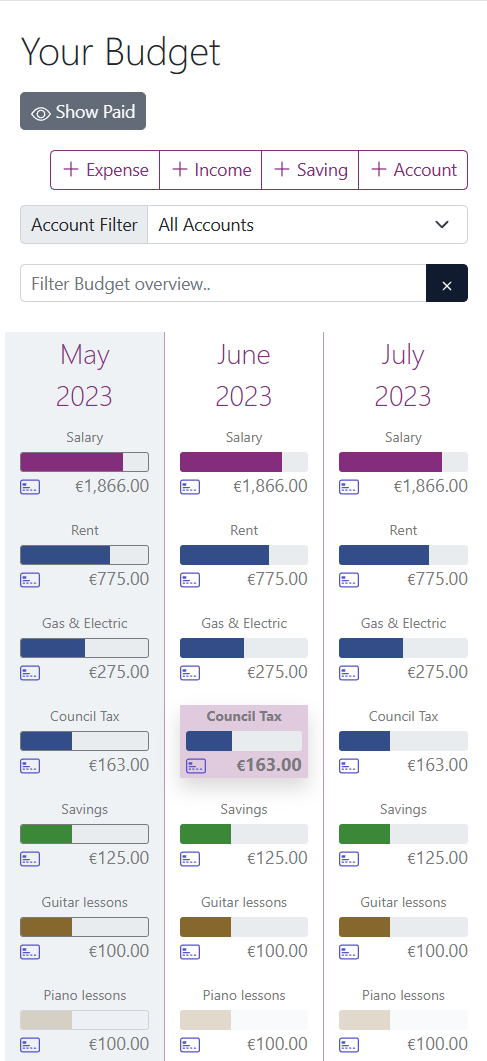 Your Budget
Show Paid
+ Expense + Income + Saving + Account
Account Filter All Accounts
Filter Budget overview.. ×
May 2023 June 2023 July 2023
Salary Salary Salary
€1,866.00 €1,866.00 €1,866.00
Rent Rent Rent
€775.00 €775.00 €775.00
Gas & Electric Gas & Electric Gas & Electric
€275.00 €275.00 €275.00
Council Tax Council Tax Council Tax
€163.00 €163.00 €163.00
Savings Savings Savings
€125.00 €125.00 €125.00
Guitar lessons Guitar lessons Guitar lessons
€100.00 €100.00 €100.00
Piano lessons Piano lessons Piano lessons
€100.00 €100.00 €100.00